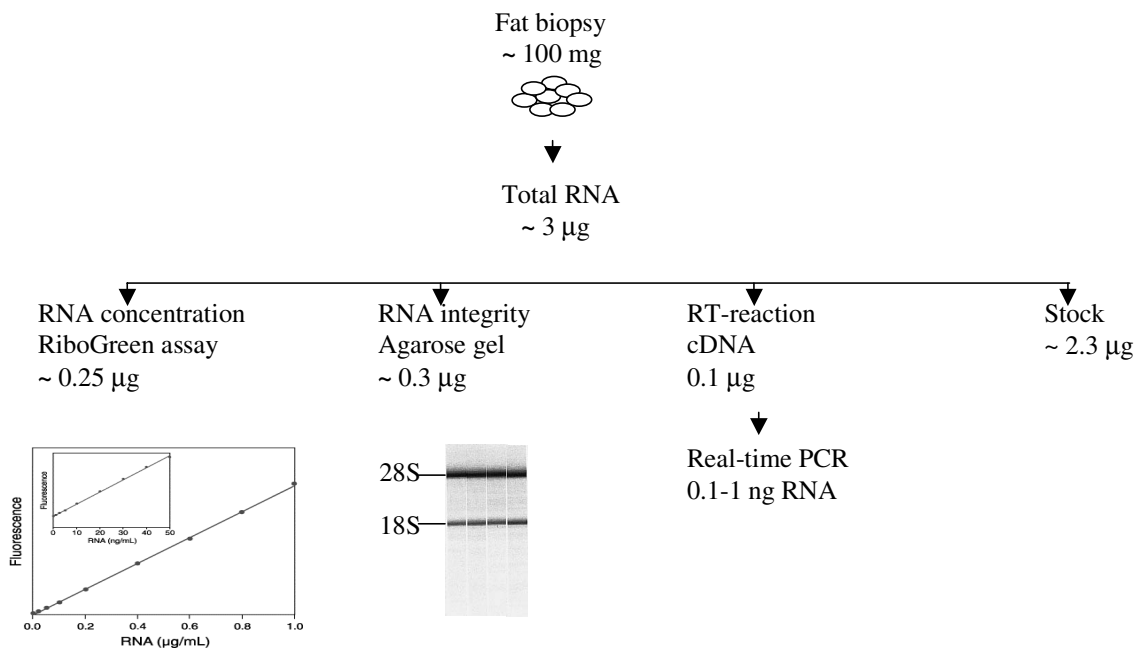 Fat biopsy
~ 100 mg
Total RNA
~ 3 µg
RNA concentration
RiboGreen assay
~ 0.25 µg
RNA integrity
Agarose gel
~ 0.3 µg
RT-reaction
cDNA
0.1 µg
Stock
~ 2.3 µg
Real-time PCR
0.1-1 ng RNA
Fluorescence
Fluorescence
0 10 20 30 40 50
RNA (ng/mL)
0.0 0.2 0.4 0.6 0.8 1.0
RNA (µg/mL)
28S
18S